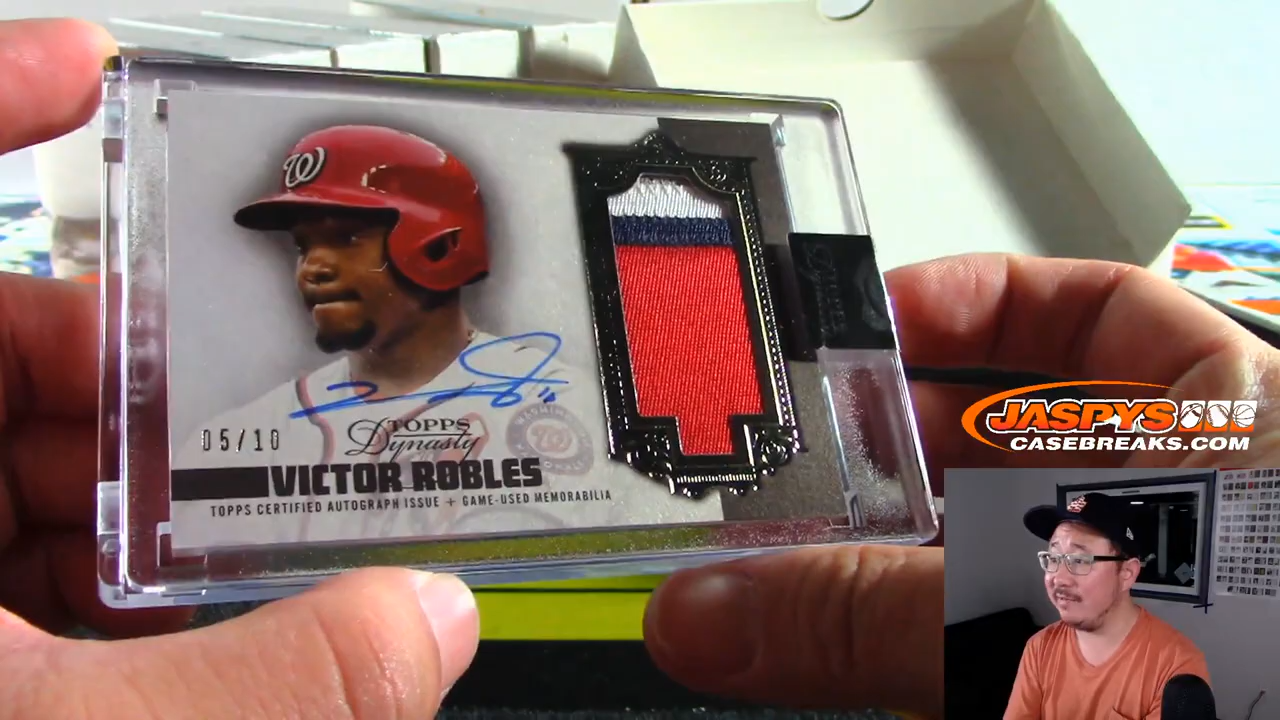 W
05/10
TOPPS
Dynasty
VICTOR ROBLES
TOPPS CERTIFIED AUTOGRAPH ISSUE + GAME-USED MEMORABILIA
JASPYS
CASEBREAKS.COM